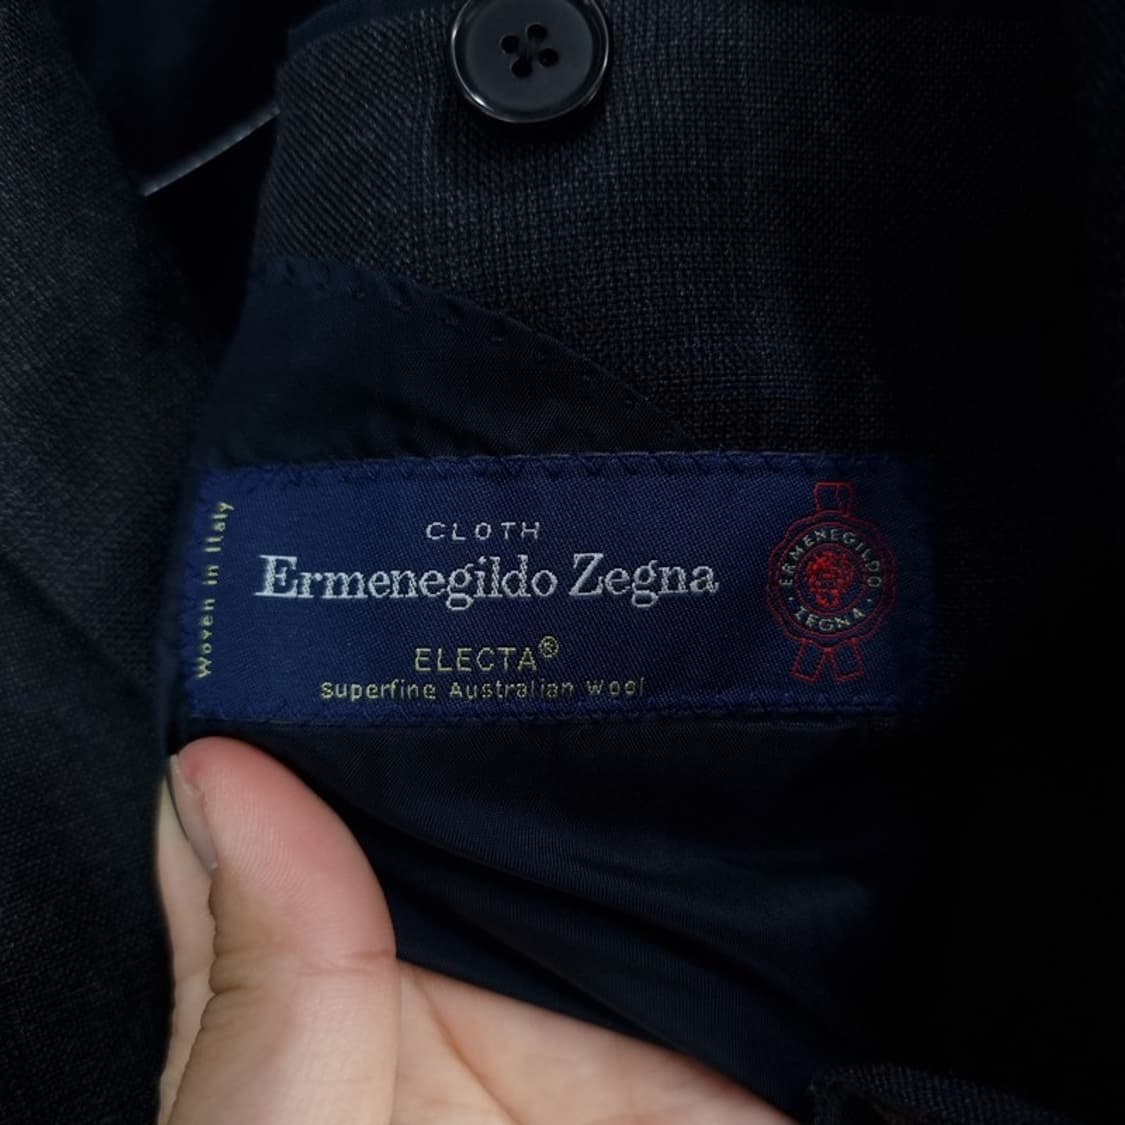 Woven in Italy
CLOTH
Ermenegildo Zegna
ELECTA®
superfine Australian wool
ERMENEGILDO
· ZEGNA ·